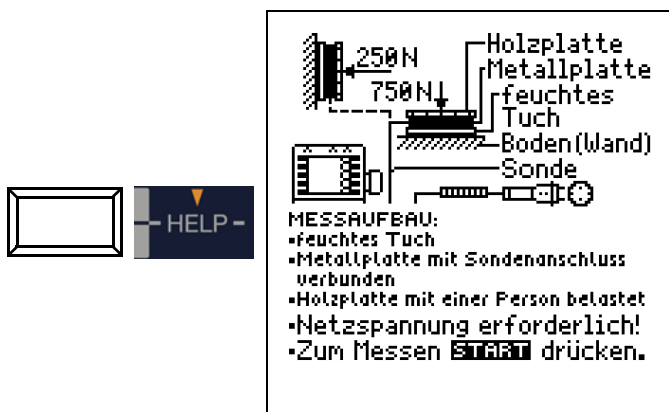 HELP
250N
Holzplatte
Metallplatte
750N
feuchtes
Tuch
Boden(Wand)
Sonde
MESSAUFBAU:
•feuchtes Tuch
•Metallplatte mit Sondenanschluss
verbunden
•Holzplatte mit einer Person belastet
•Netzspannung erforderlich!
•Zum Messen START drücken.